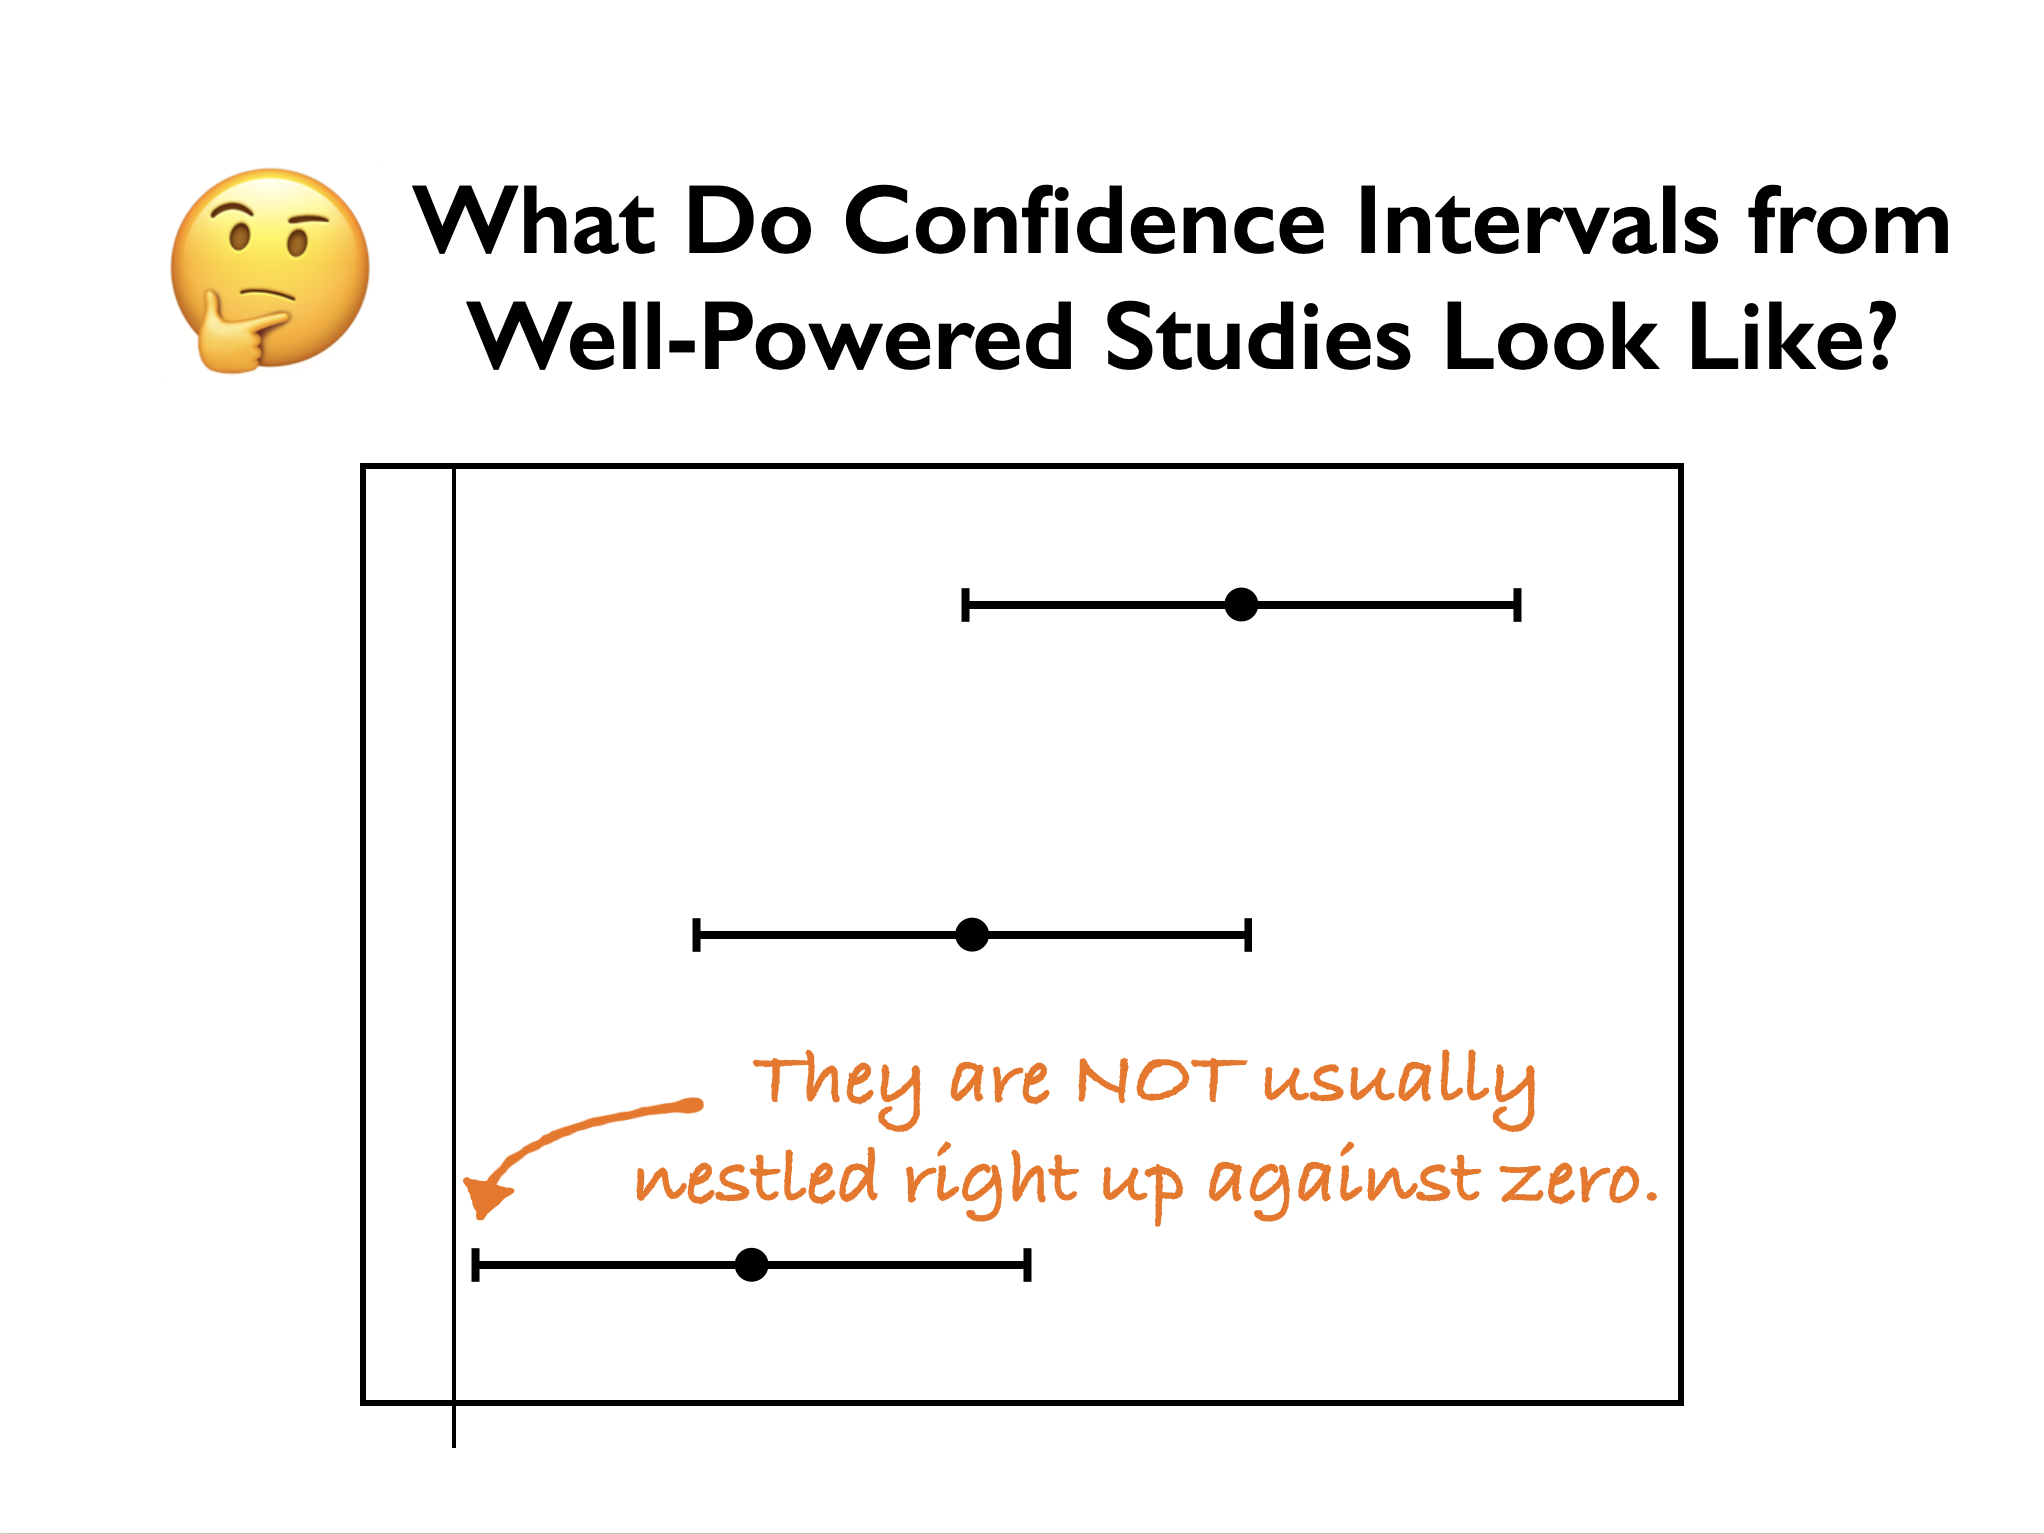 What Do Confidence Intervals from
Well-Powered Studies Look Like?
They are NOT usually
nestled right up against zero.